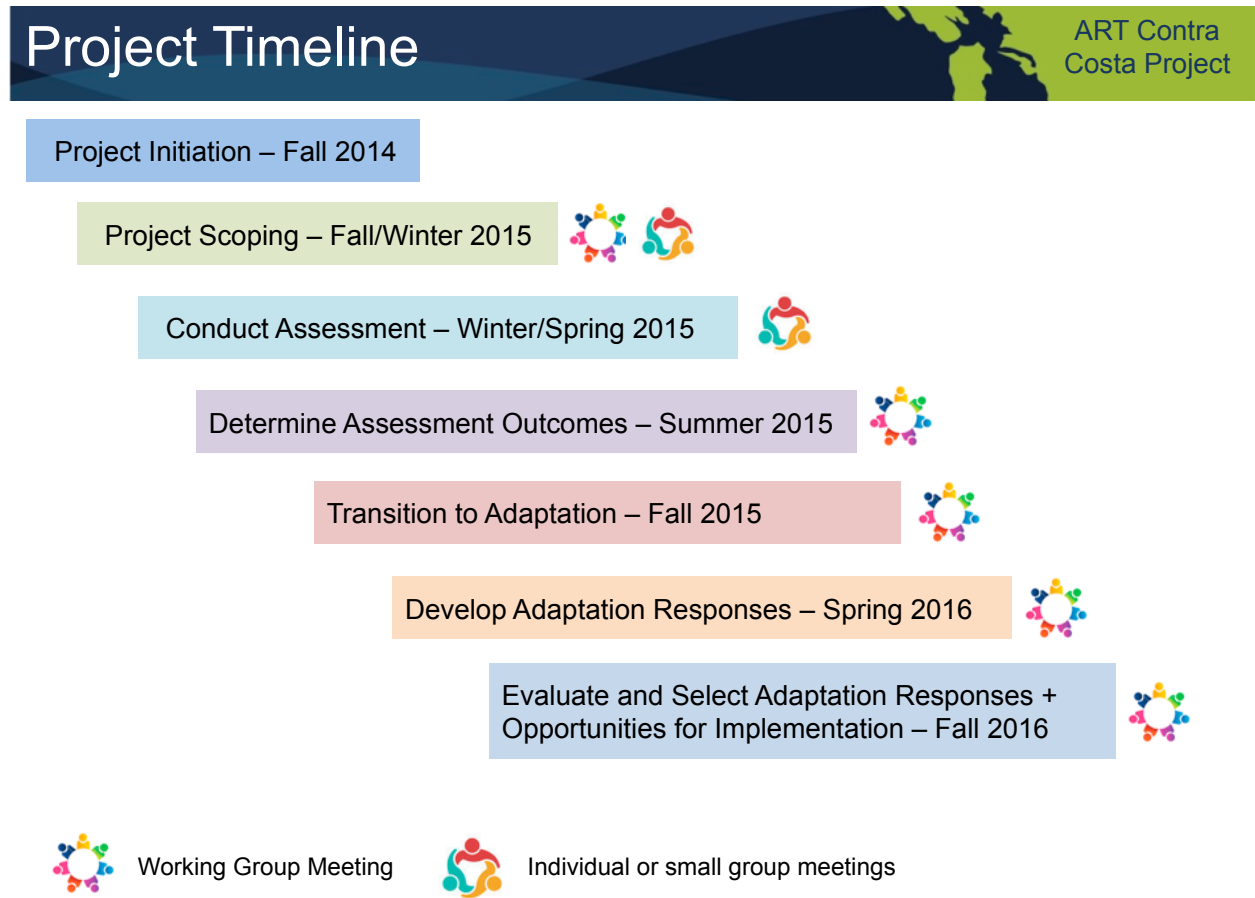 Project Timeline
ART Contra
Costa Project
Project Initiation – Fall 2014
Project Scoping – Fall/Winter 2015
Conduct Assessment – Winter/Spring 2015
Determine Assessment Outcomes – Summer 2015
Transition to Adaptation – Fall 2015
Develop Adaptation Responses – Spring 2016
Evaluate and Select Adaptation Responses +
Opportunities for Implementation – Fall 2016
Working Group Meeting
Individual or small group meetings